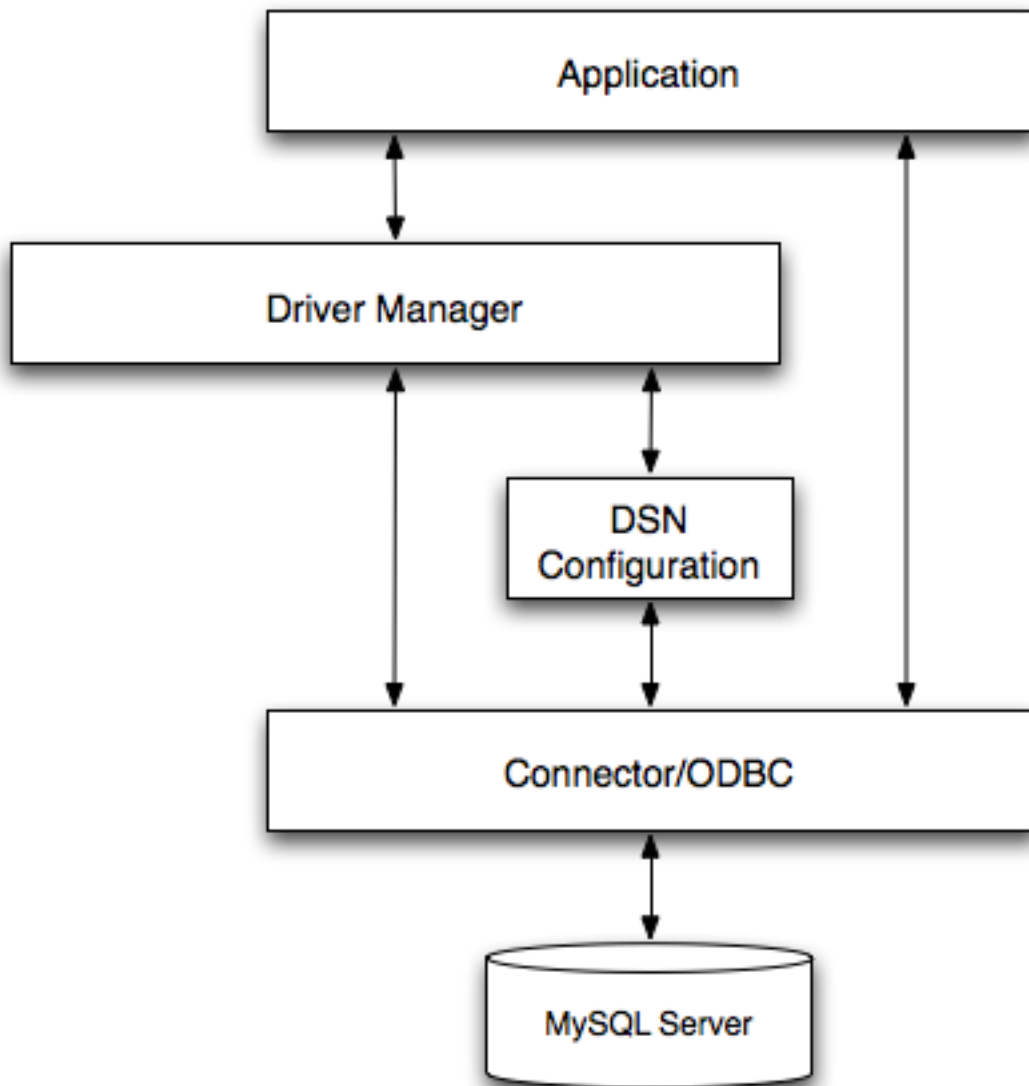 Application
Driver Manager
DSN
Configuration
Connector/ODBC
MySQL Server